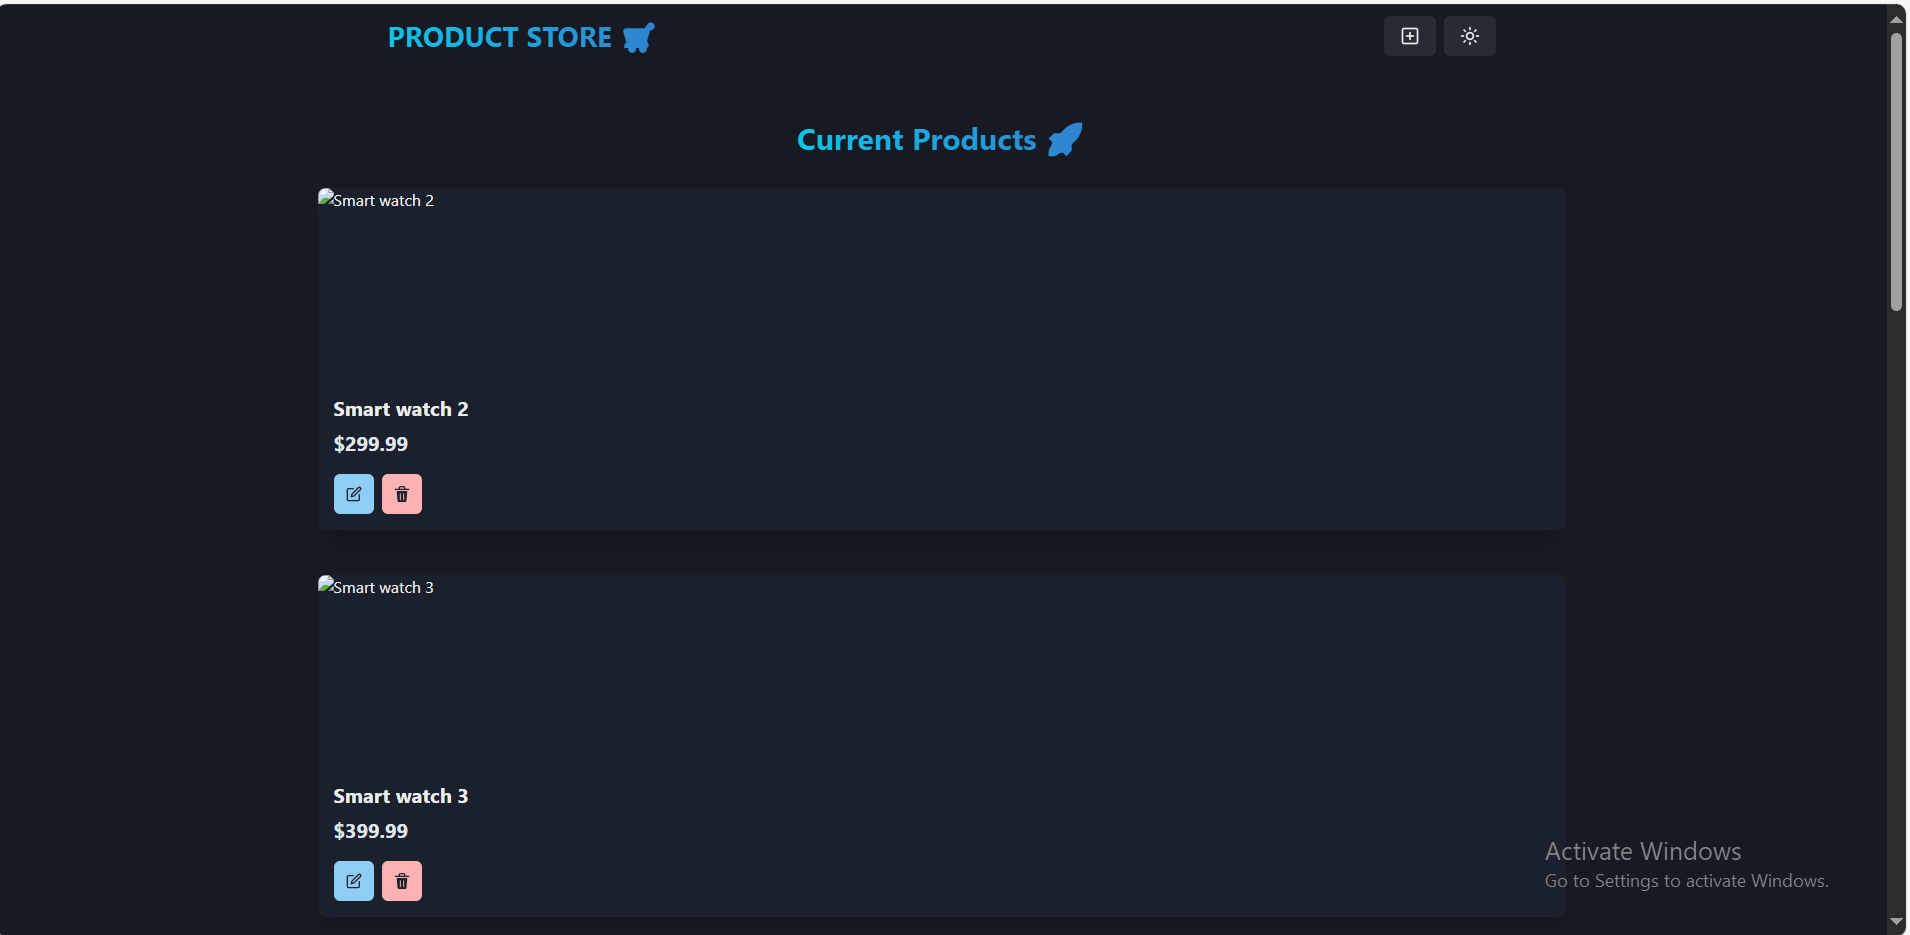 PRODUCT STORE
Current Products
Smart watch 2
Smart watch 2
$299.99
Smart watch 3
Smart watch 3
$399.99
Activate Windows
Go to Settings to activate Windows.